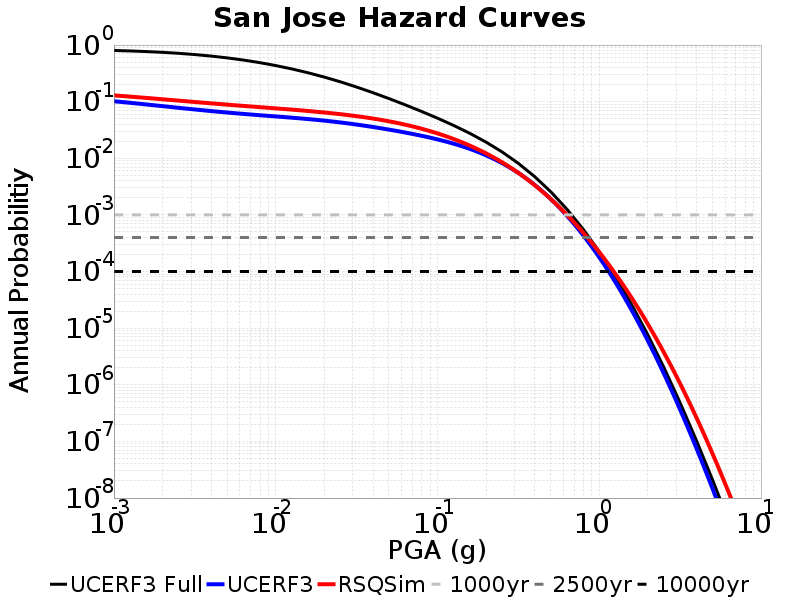 San Jose Hazard Curves
Annual Probabilitiy
10^0
10^-1
10^-2
10^-3
10^-4
10^-5
10^-6
10^-7
10^-8
10^-3 10^-2 10^-1 10^0 10^1
PGA (g)
UCERF3 Full UCERF3 RSQSim 1000yr 2500yr 10000yr